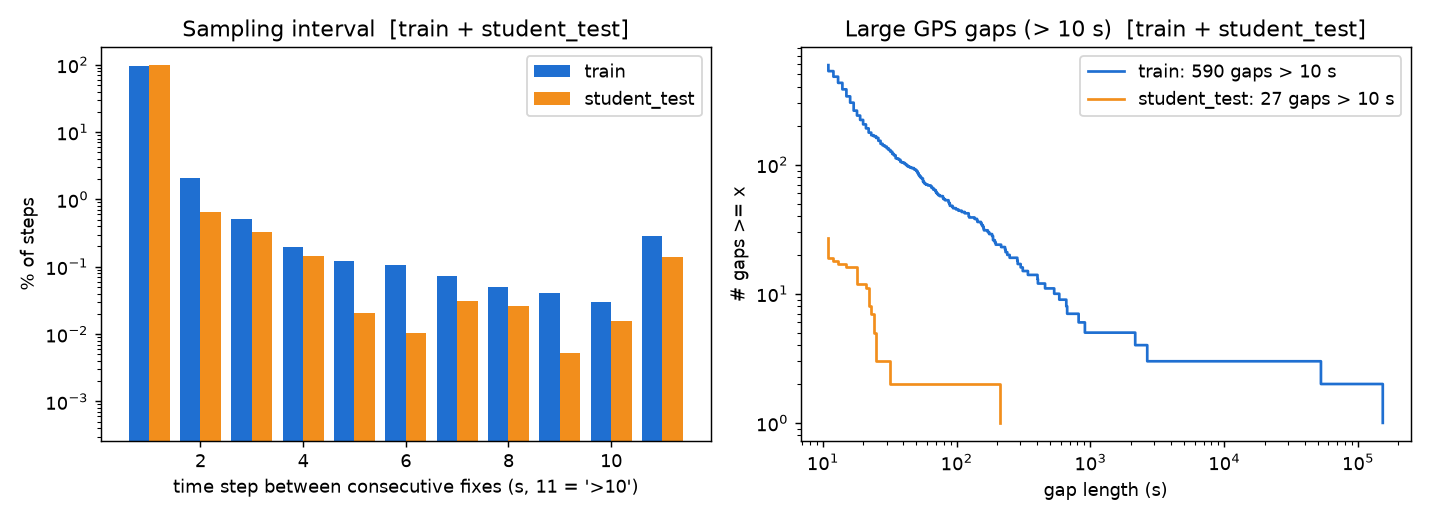 Sampling interval  [train + student_test]
train
student_test
% of steps
10²
10¹
10⁰
10⁻¹
10⁻²
10⁻³
2 4 6 8 10
time step between consecutive fixes (s, 11 = '>10')
Large GPS gaps (> 10 s)  [train + student_test]
train: 590 gaps > 10 s
student_test: 27 gaps > 10 s
# gaps >= x
10²
10¹
10⁰
10¹ 10² 10³ 10⁴ 10⁵
gap length (s)